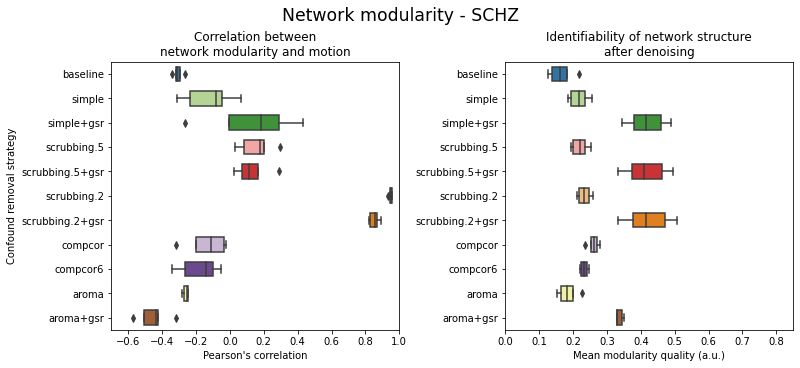 Network modularity - SCHZ
Correlation between
network modularity and motion
Confound removal strategy
baseline
simple
simple+gsr
scrubbing.5
scrubbing.5+gsr
scrubbing.2
scrubbing.2+gsr
compcor
compcor6
aroma
aroma+gsr
−0.6 −0.4 −0.2 0.0 0.2 0.4 0.6 0.8 1.0
Pearson's correlation
Identifiability of network structure
after denoising
baseline
simple
simple+gsr
scrubbing.5
scrubbing.5+gsr
scrubbing.2
scrubbing.2+gsr
compcor
compcor6
aroma
aroma+gsr
0.0 0.1 0.2 0.3 0.4 0.5 0.6 0.7 0.8
Mean modularity quality (a.u.)